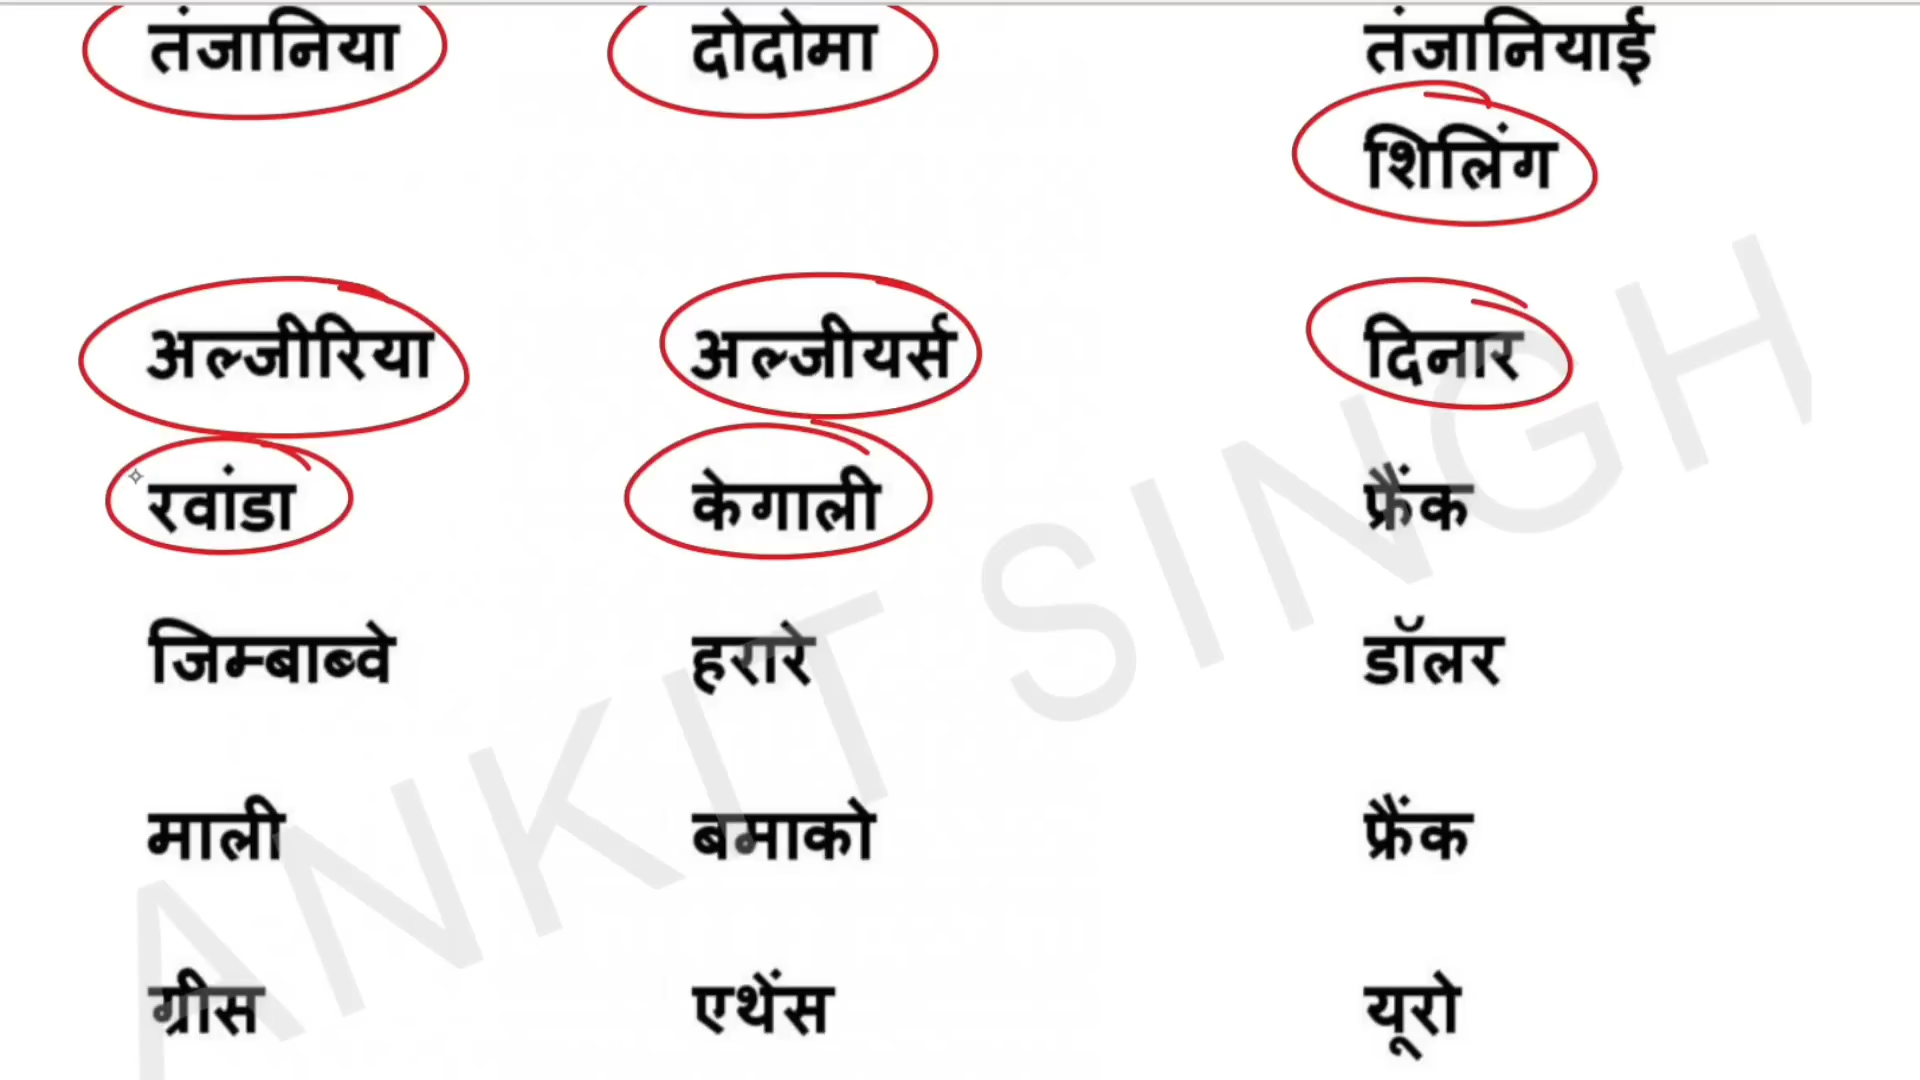 तंजानिया दोदोमा तंजानियाई
शिलिंग
अल्जीरिया अल्जीयर्स दिनार
रवांडा केगाली फ्रैंक
जिम्बाब्वे हरारे डॉलर
माली बमाको फ्रैंक
ग्रीस एथेंस यूरो
ANKIT SINGH